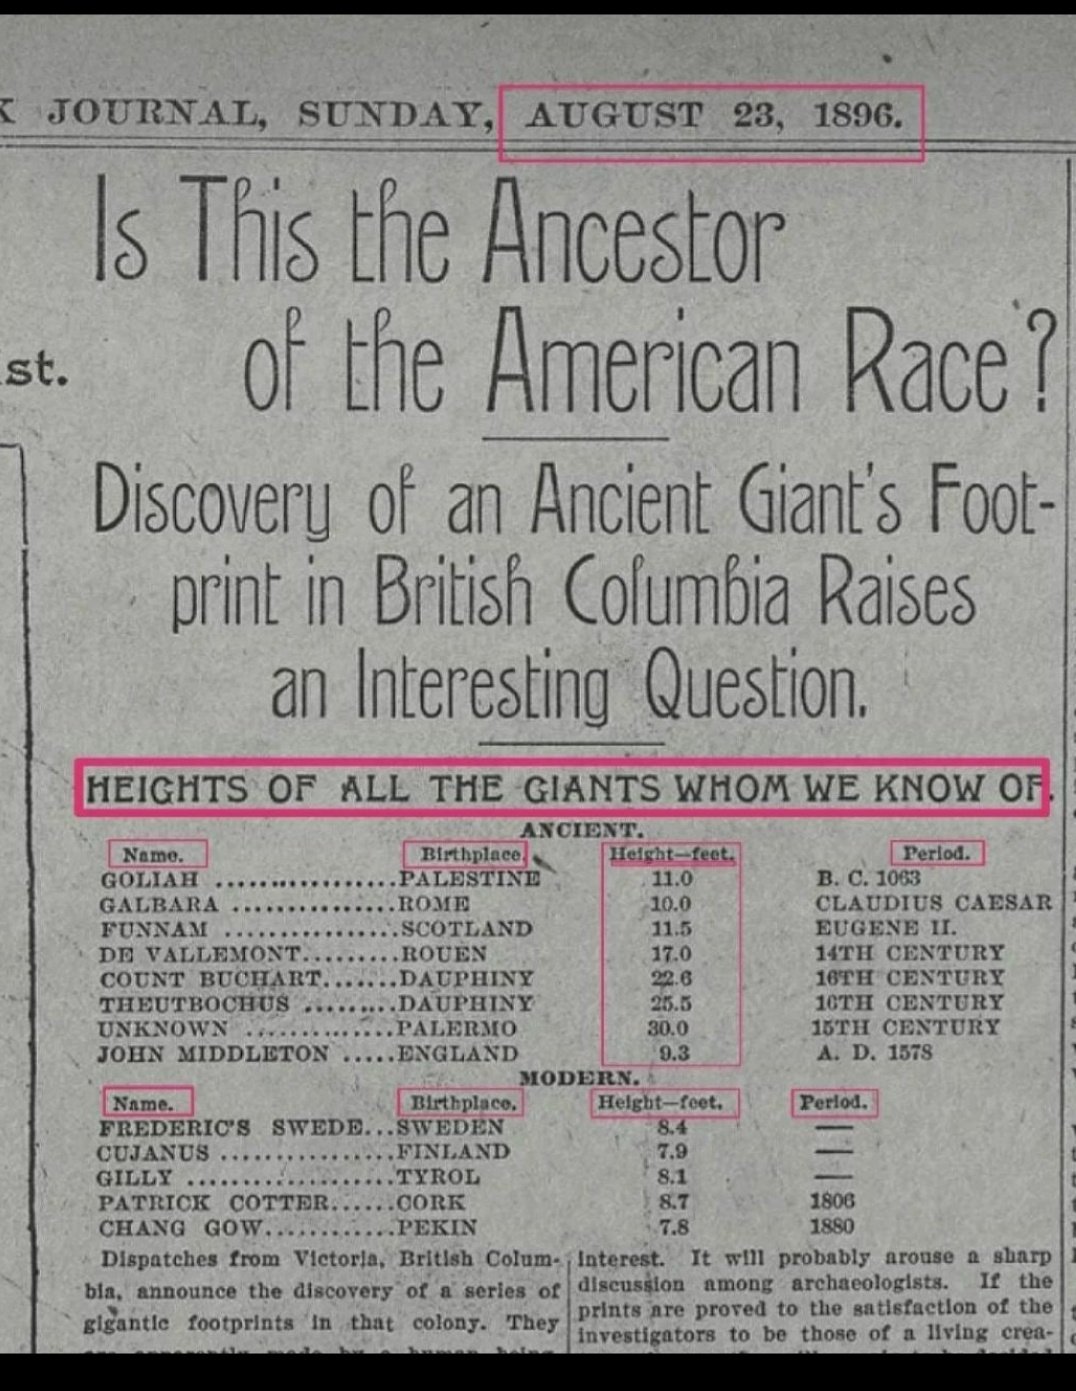 K JOURNAL, SUNDAY, AUGUST 23, 1896.
Is This the Ancestor
of the American Race?
st.
Discovery of an Ancient Giant's Foot-
print in British Columbia Raises
an Interesting Question.
HEIGHTS OF ALL THE GIANTS WHOM WE KNOW OF.
ANCIENT.
Name. Birthplace. Height—feet. Period.
GOLIAH ................PALESTINE 11.0 B. C. 1063
GALBARA ..............ROME 10.0 CLAUDIUS CAESAR
FUNNAM ...............SCOTLAND 11.5 EUGENE II.
DE VALLEMONT.........ROUEN 17.0 14TH CENTURY
COUNT BUCHART.......DAUPHINY 22.6 16TH CENTURY
THEUTBOCHUS .........DAUPHINY 25.5 16TH CENTURY
UNKNOWN .............PALERMO 30.0 15TH CENTURY
JOHN MIDDLETON .....ENGLAND 9.3 A. D. 1578
MODERN.
Name. Birthplace. Height—feet. Period.
FREDERIC'S SWEDE...SWEDEN 8.4 —
CUJANUS ...............FINLAND 7.9 —
GILLY ..................TYROL 8.1 —
PATRICK COTTER......CORK 8.7 1806
CHANG GOW............PEKIN 7.8 1880
Dispatches from Victoria, British Colum-
bia, announce the discovery of a series of
gigantic footprints in that colony. They
interest. It will probably arouse a sharp
discussion among archaeologists. If the
prints are proved to the satisfaction of the
investigators to be those of a living crea-